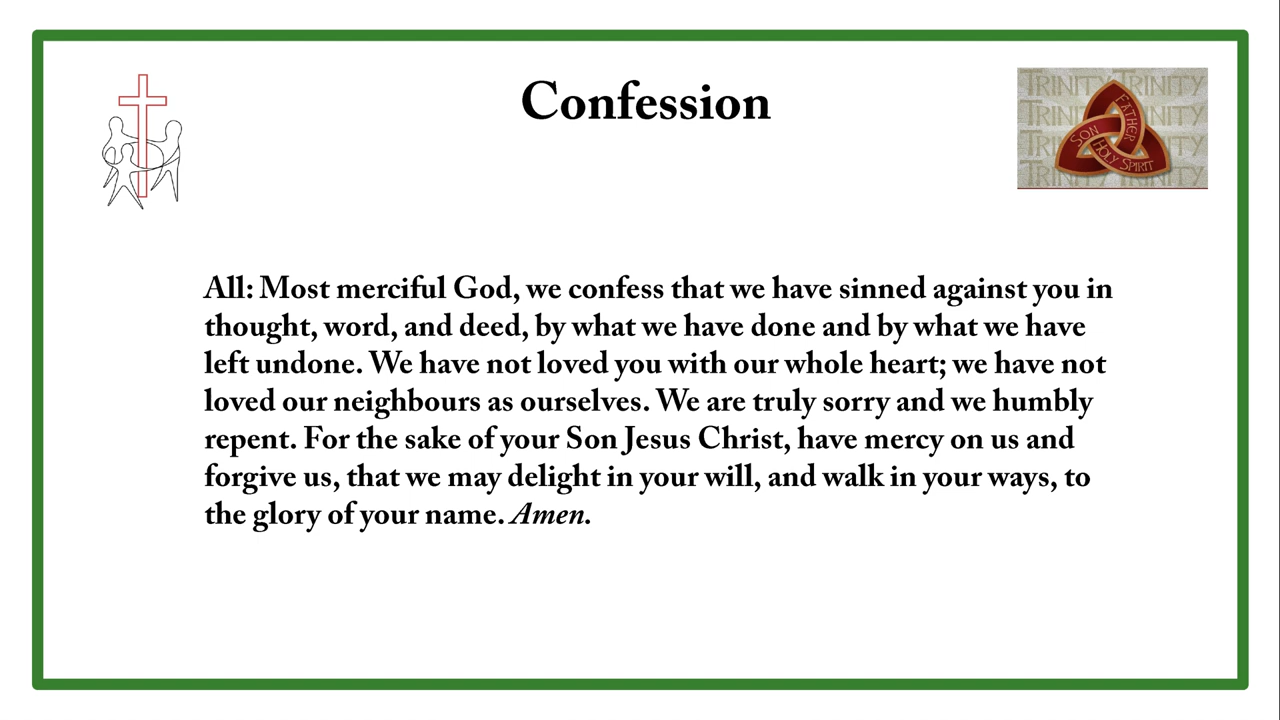 Confession
TRINITY TRINITY
FATHER
SON
HOLY SPIRIT
TRINITY TRINITY
All: Most merciful God, we confess that we have sinned against you in
thought, word, and deed, by what we have done and by what we have
left undone. We have not loved you with our whole heart; we have not
loved our neighbours as ourselves. We are truly sorry and we humbly
repent. For the sake of your Son Jesus Christ, have mercy on us and
forgive us, that we may delight in your will, and walk in your ways, to
the glory of your name. Amen.